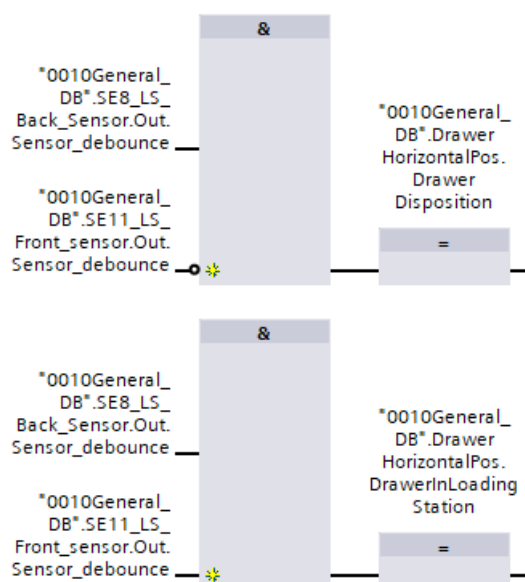 &
"0010General_
DB".SE8_LS_
Back_Sensor.Out.
Sensor_debounce
"0010General_
DB".SE11_LS_
Front_sensor.Out.
Sensor_debounce
"0010General_
DB".Drawer
HorizontalPos.
Drawer
Disposition
=
&
"0010General_
DB".SE8_LS_
Back_Sensor.Out.
Sensor_debounce
"0010General_
DB".SE11_LS_
Front_sensor.Out.
Sensor_debounce
"0010General_
DB".Drawer
HorizontalPos.
DrawerInLoading
Station
=